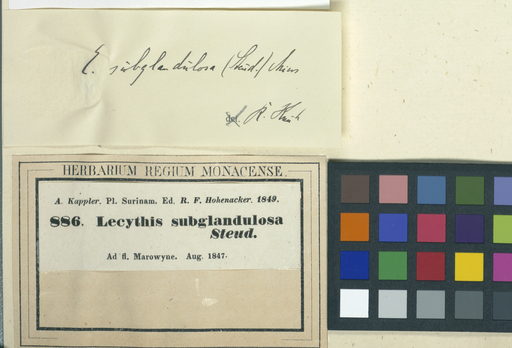 E. subglandulosa (Steud.) Miers
det. R.
HERBARIUM REGIUM MONACENSE.
A. Kappler. Pl. Surinam. Ed. R. F. Hohenacker. 1849.
886. Lecythis subglandulosa
Steud.
Ad fl. Marowyne. Aug. 1847.